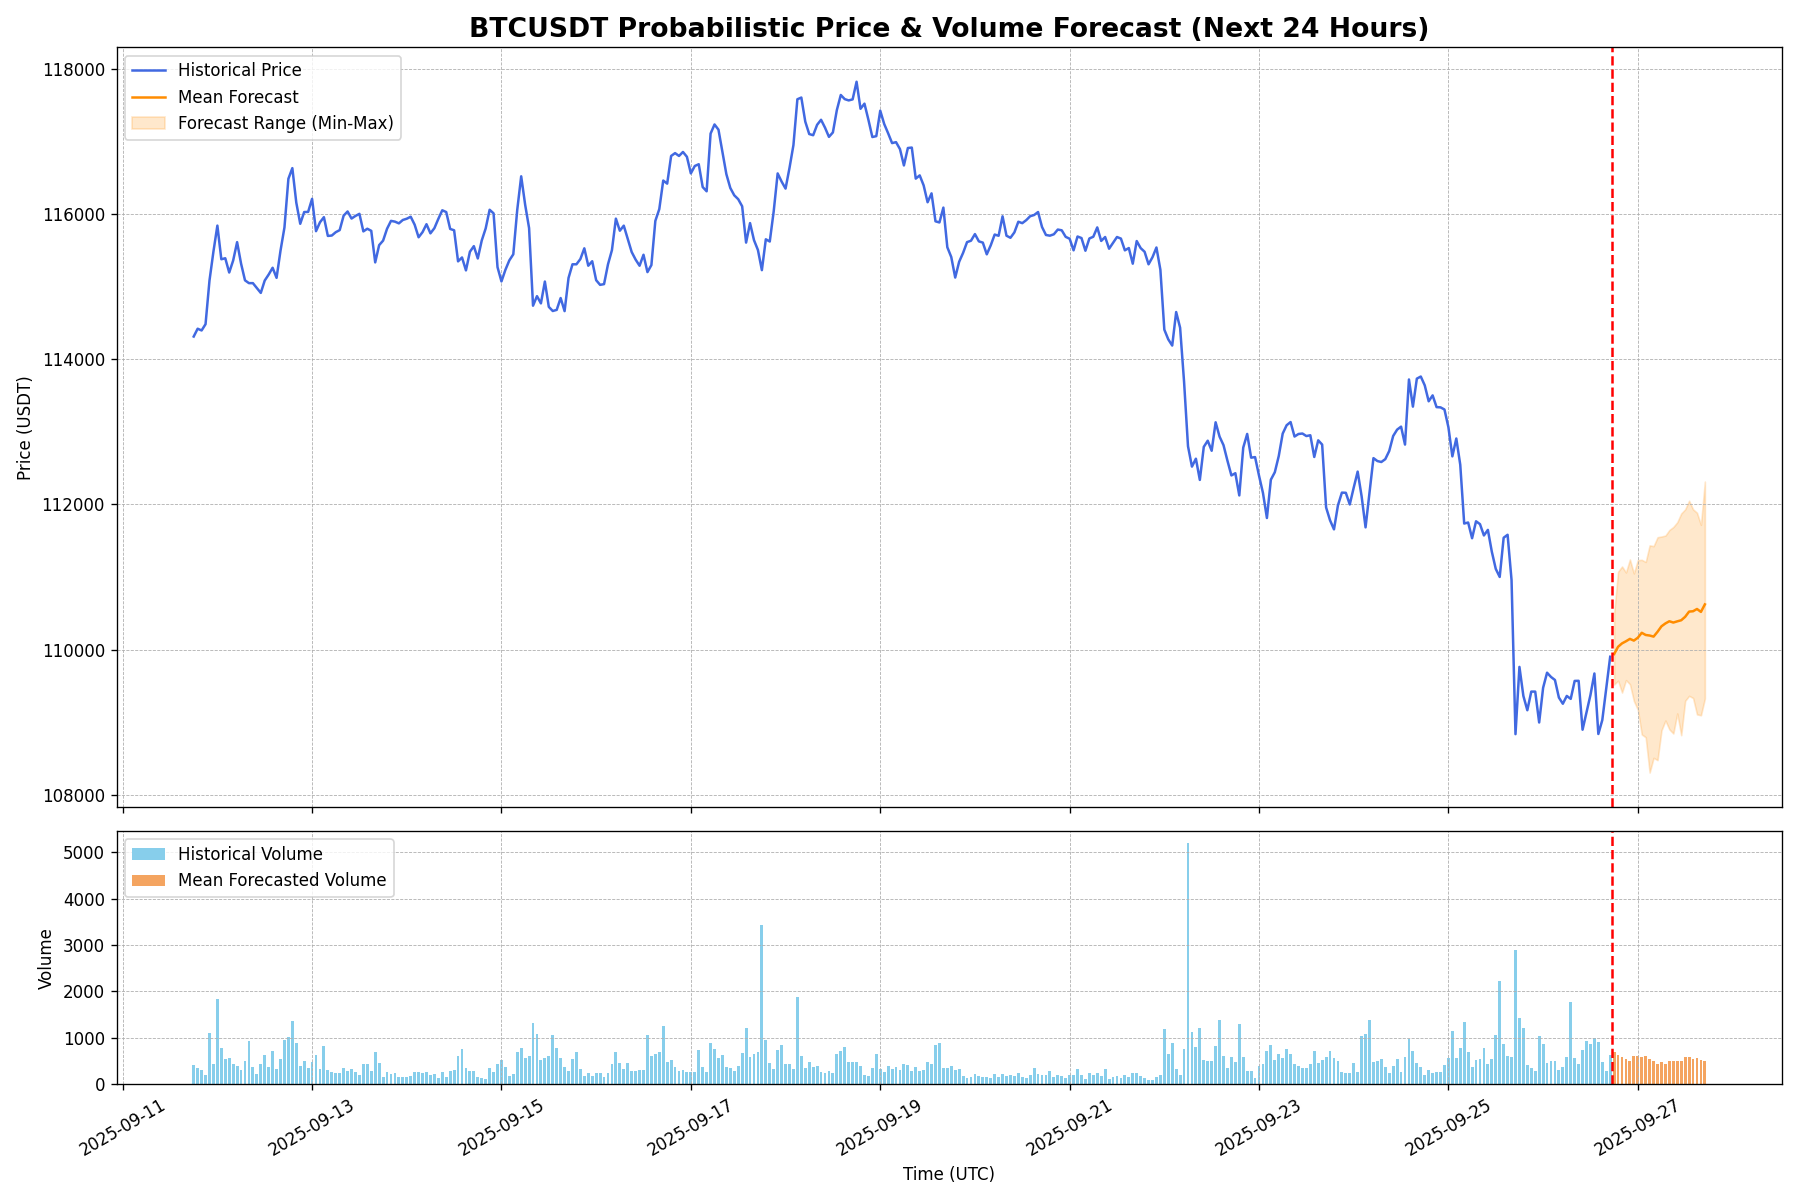 BTCUSDT Probabilistic Price & Volume Forecast (Next 24 Hours)
Historical Price
Mean Forecast
Forecast Range (Min-Max)
118000
116000
114000
112000
110000
108000
Price (USDT)
Historical Volume
Mean Forecasted Volume
5000
4000
3000
2000
1000
0
Volume
2025-09-11
2025-09-13
2025-09-15
2025-09-17
2025-09-19
2025-09-21
2025-09-23
2025-09-25
2025-09-27
Time (UTC)